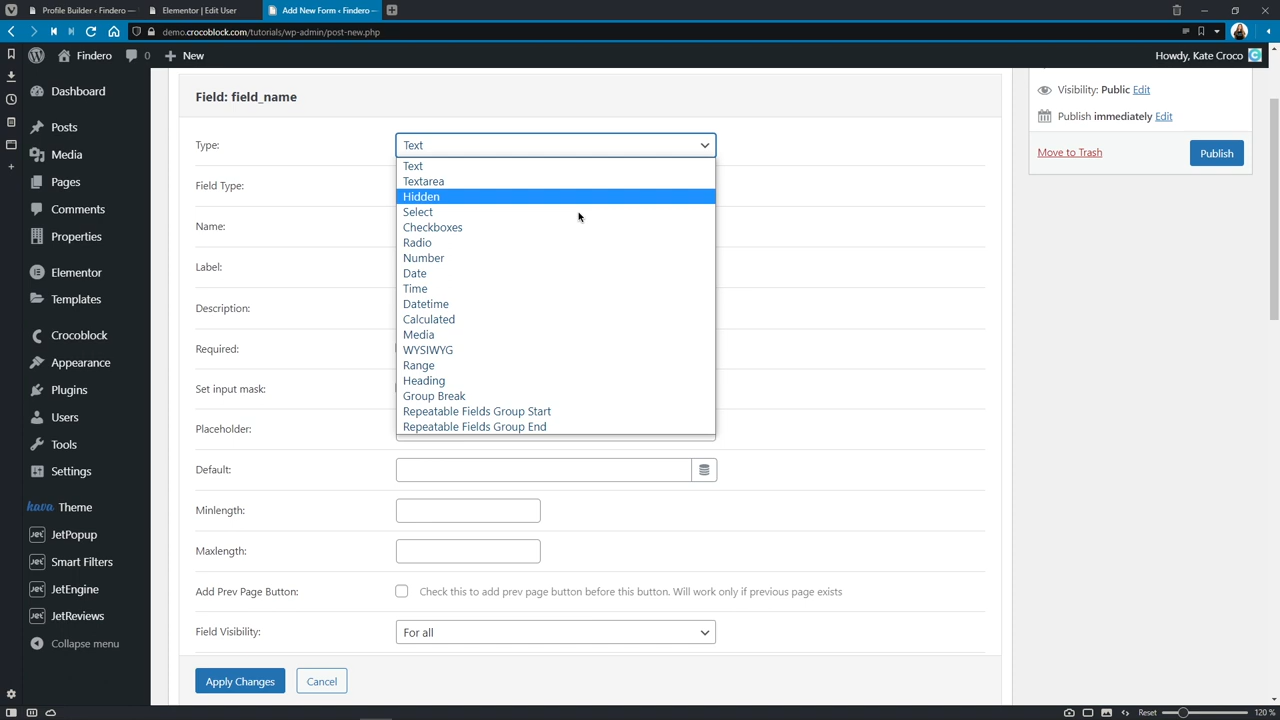 Profile Builder ‹ Findero —
Elementor | Edit User
Add New Form ‹ Findero —
demo.crocoblock.com/tutorials/wp-admin/post-new.php
Findero
0
New
Howdy, Kate Croco
Dashboard
Posts
Media
Pages
Comments
Properties
Elementor
Templates
Crocoblock
Appearance
Plugins
Users
Tools
Settings
kava Theme
JetPopup
Smart Filters
JetEngine
JetReviews
Collapse menu
Field: field_name
Type:
Text
Text
Textarea
Hidden
Select
Checkboxes
Radio
Number
Date
Time
Datetime
Calculated
Media
WYSIWYG
Range
Heading
Group Break
Repeatable Fields Group Start
Repeatable Fields Group End
Field Type:
Name:
Label:
Description:
Required:
Set input mask:
Placeholder:
Default:
Minlength:
Maxlength:
Add Prev Page Button:
Check this to add prev page button before this button. Will work only if previous page exists
Field Visibility:
For all
Apply Changes
Cancel
Visibility: Public Edit
Publish immediately Edit
Move to Trash
Publish
Reset
120 %